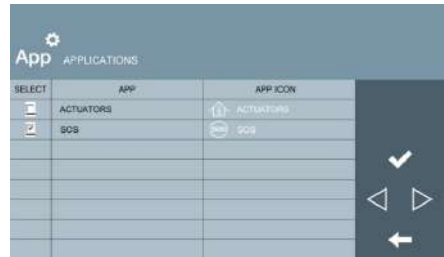 App APPLICATIONS
SELECT APP APP ICON
ACTUATORS ACTUATORS
SOS SOS SOS